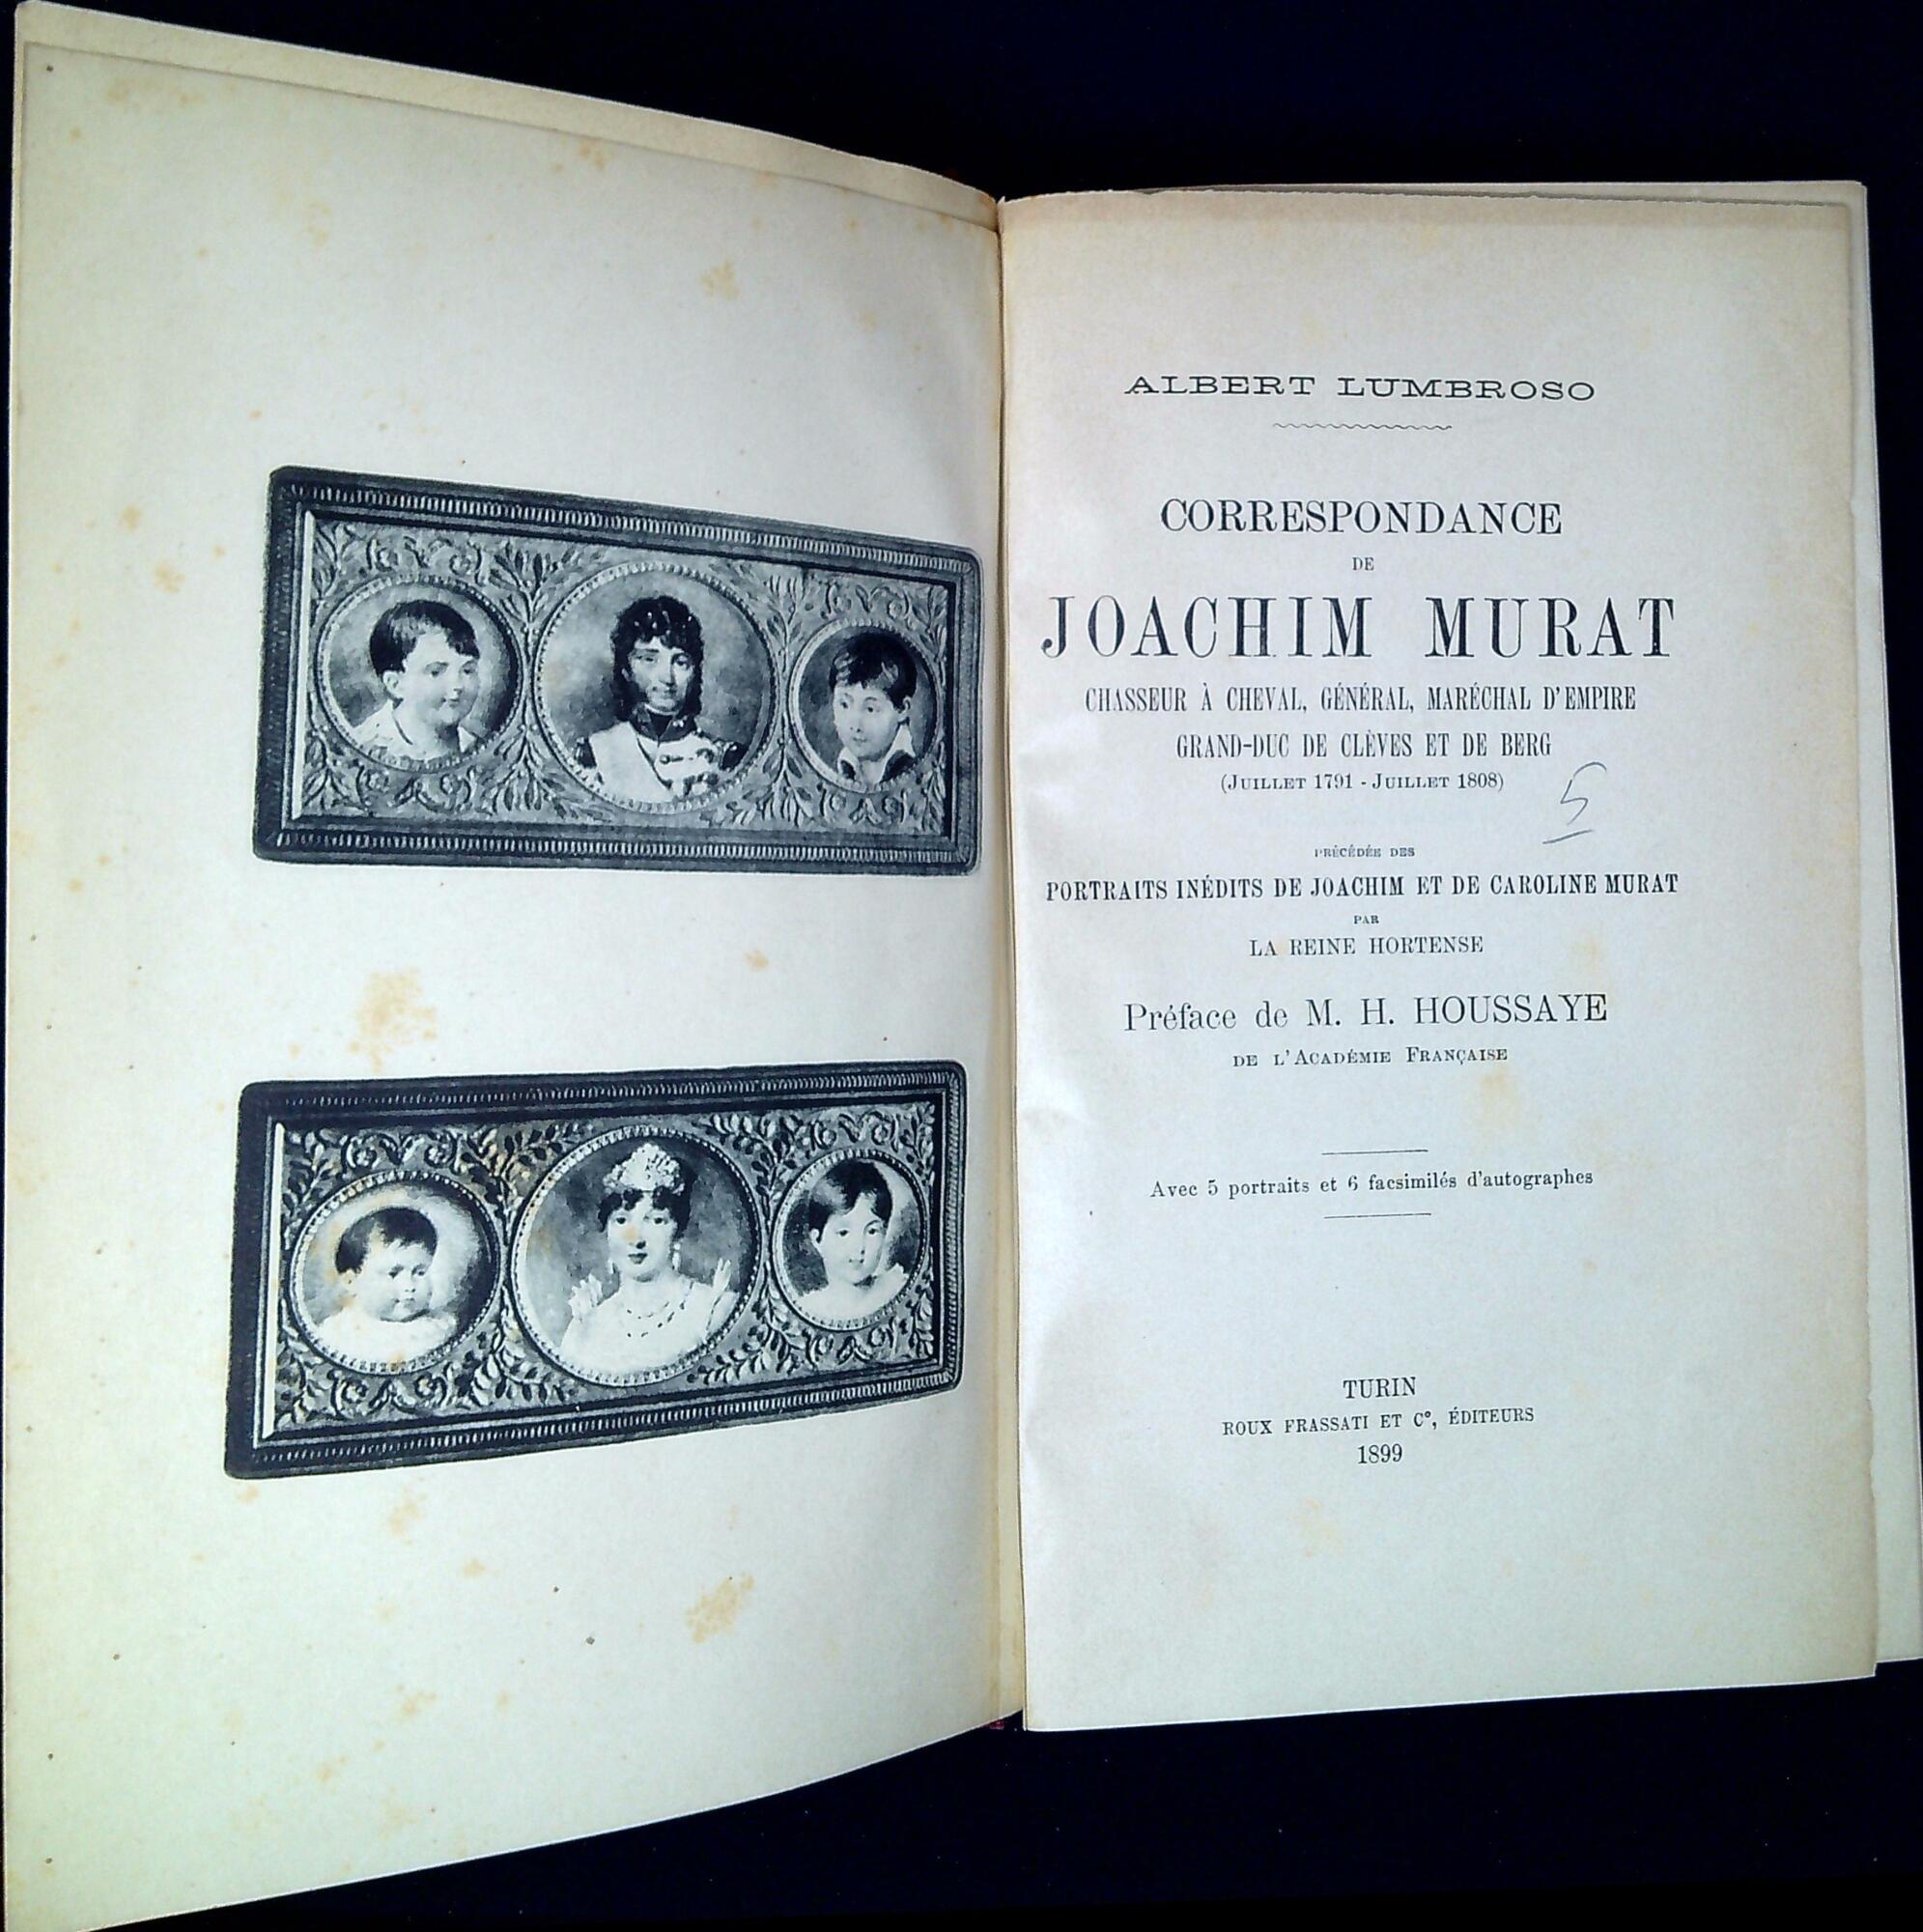 ALBERT LUMBROSO
CORRESPONDANCE
DE
JOACHIM MURAT
CHASSEUR À CHEVAL, GÉNÉRAL, MARÉCHAL D'EMPIRE
GRAND-DUC DE CLÈVES ET DE BERG
(JUILLET 1791 - JUILLET 1808)
5
PRÉCÉDÉE DES
PORTRAITS INÉDITS DE JOACHIM ET DE CAROLINE MURAT
PAR
LA REINE HORTENSE
Préface de M. H. HOUSSAYE
DE L'ACADÉMIE FRANÇAISE
Avec 5 portraits et 6 facsimilés d'autographes
TURIN
ROUX FRASSATI ET C°, ÉDITEURS
1899